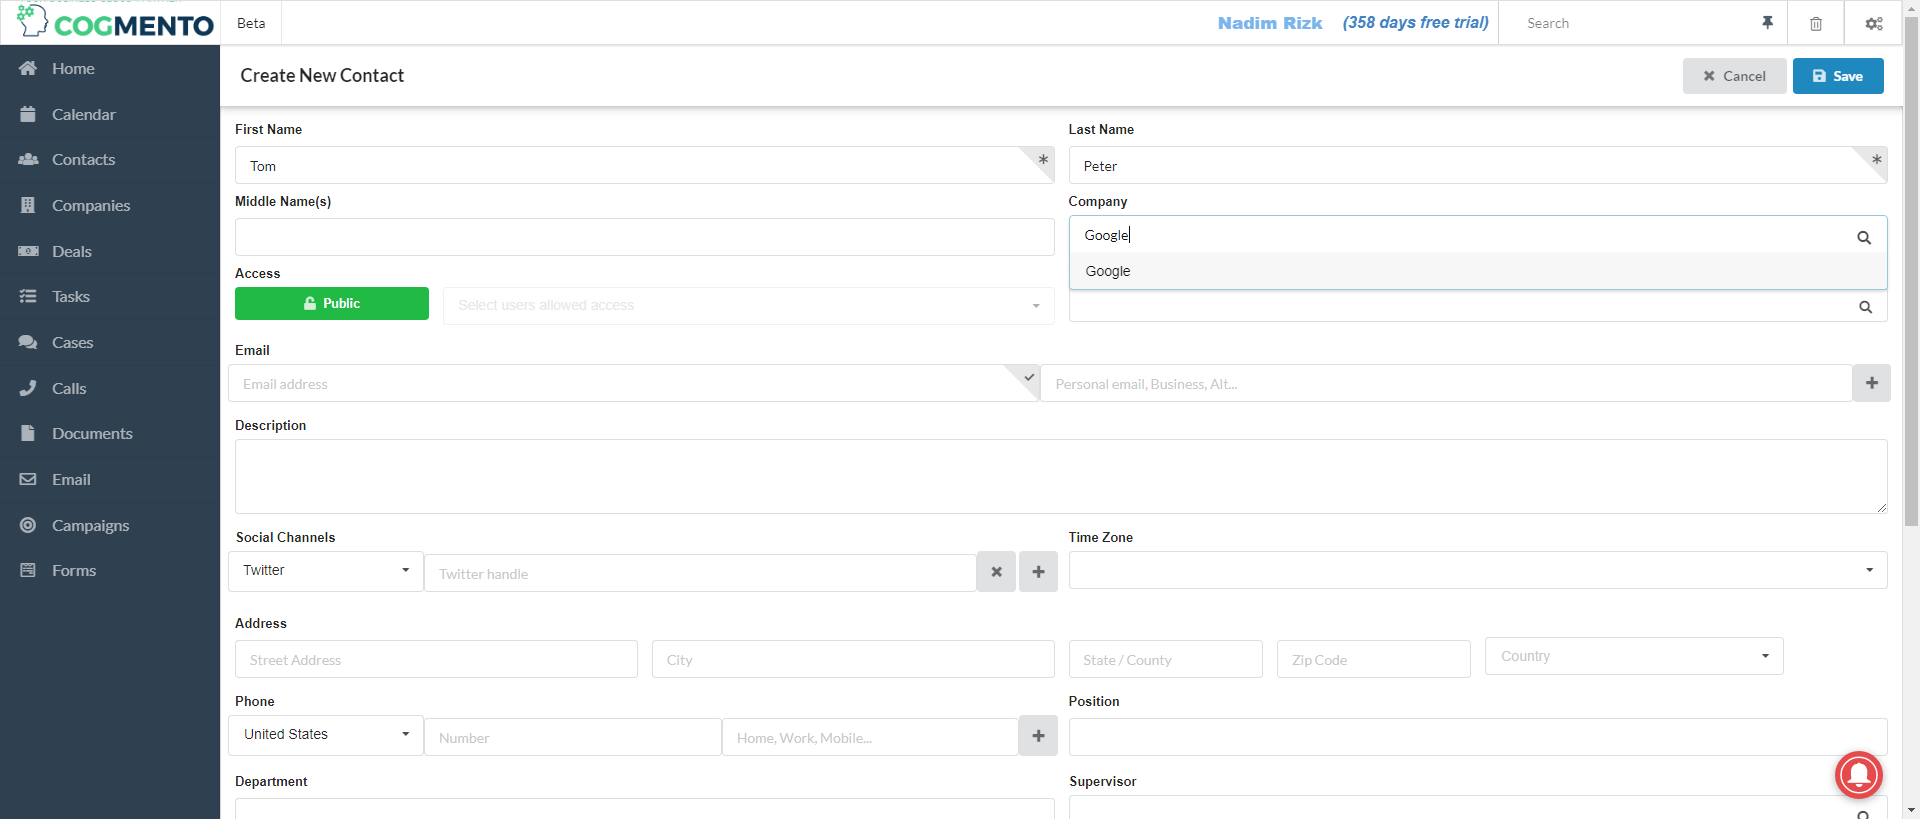 COGMENTO
Beta
Nadim Rizk
(358 days free trial)
Search
Home
Calendar
Contacts
Companies
Deals
Tasks
Cases
Calls
Documents
Email
Campaigns
Forms
Create New Contact
Cancel
Save
First Name
Last Name
Tom
*
Peter
*
Middle Name(s)
Company
Google
Google
Access
Public
Select users allowed access
Email
Email address
Personal email, Business, Alt...
Description
Social Channels
Time Zone
Twitter
Twitter handle
Address
Street Address
City
State / County
Zip Code
Country
Phone
Position
United States
Number
Home, Work, Mobile...
Department
Supervisor